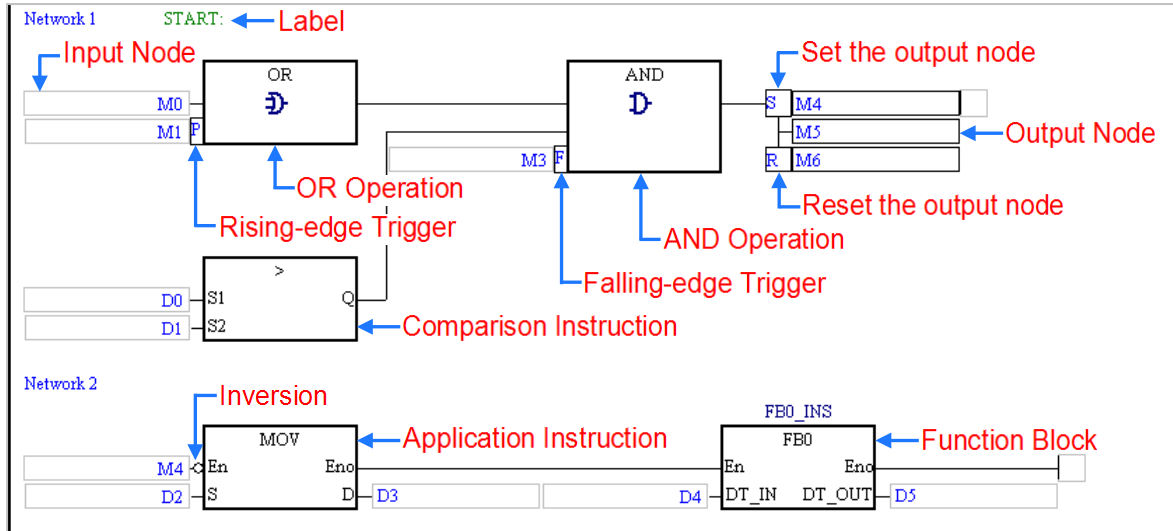 Network 1 START: Label
Input Node
Set the output node
OR
AND
M0
S M4
M1 P
M5
Output Node
M3 F
R M6
OR Operation
Rising-edge Trigger
Reset the output node
AND Operation
Falling-edge Trigger
>
D0 S1 Q
D1 S2
Comparison Instruction
Network 2
Inversion
FB0_INS
MOV
Application Instruction
FB0
Function Block
M4 En Eno
En Eno
D2 S D D3
D4 DT_IN DT_OUT D5